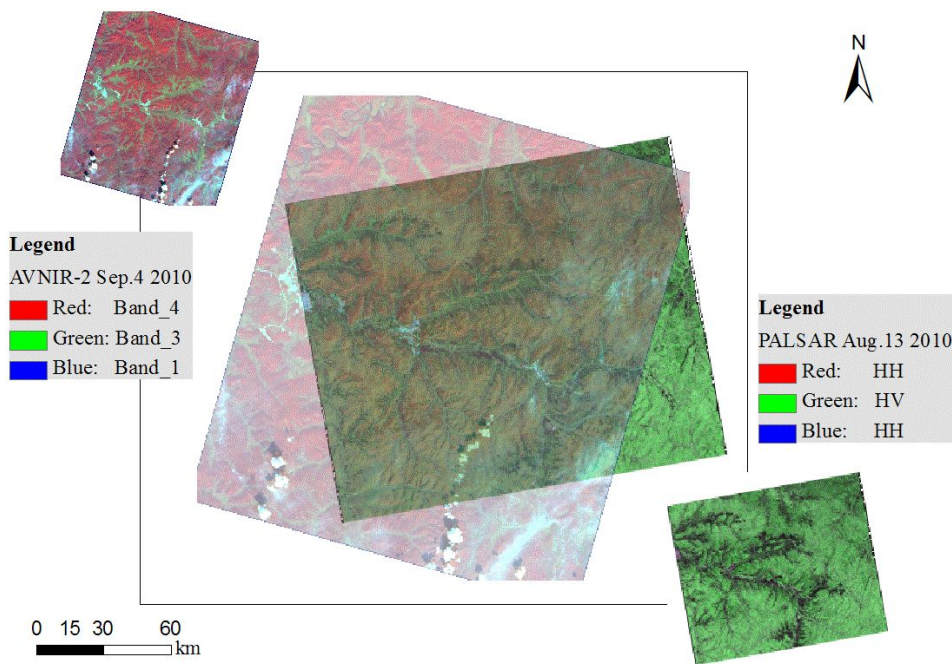 N
Legend
AVNIR-2 Sep.4 2010
Red: Band_4
Green: Band_3
Blue: Band_1
Legend
PALSAR Aug.13 2010
Red: HH
Green: HV
Blue: HH
0 15 30 60
km